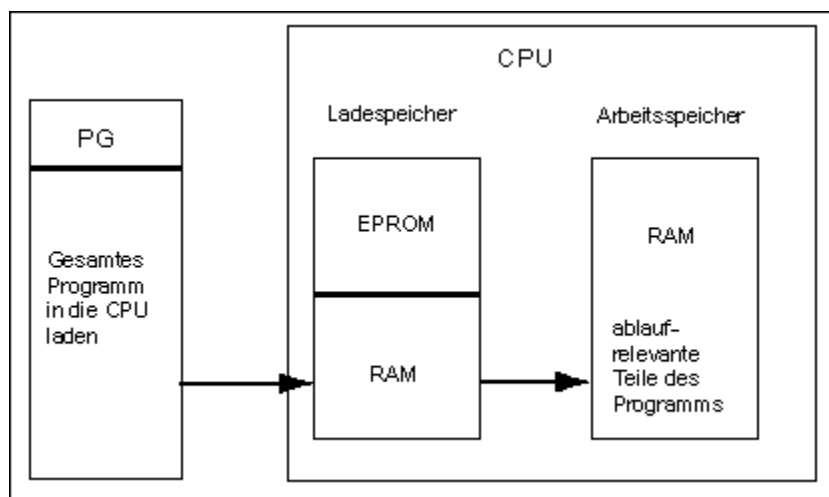 CPU
Ladespeicher
Arbeitsspeicher
PG
EPROM
RAM
Gesamtes
Programm
in die CPU
laden
RAM
ablauf-
relevante
Teile des
Programms